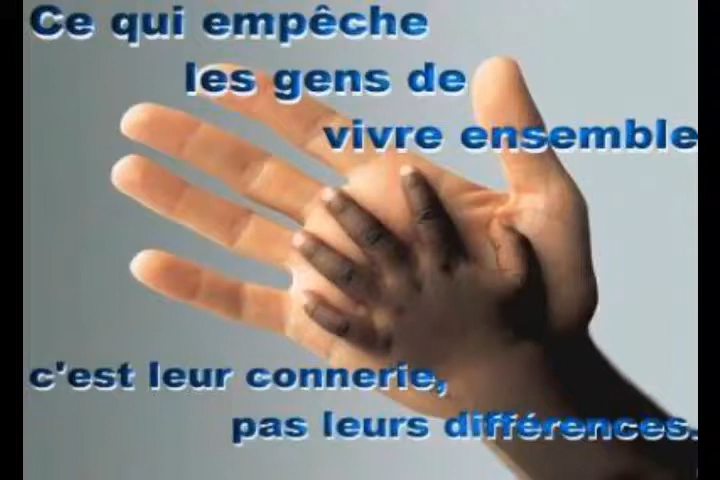 Ce qui empêche
les gens de
vivre ensemble
c'est leur connerie,
pas leurs différences.